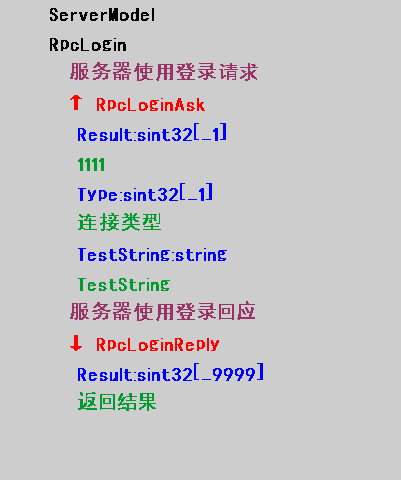 ServerModel
RpcLogin
服务器使用登录请求
↑ RpcLoginAsk
Result:sint32[_1]
1111
Type:sint32[_1]
连接类型
TestString:string
TestString
服务器使用登录回应
↓ RpcLoginReply
Result:sint32[_9999]
返回结果